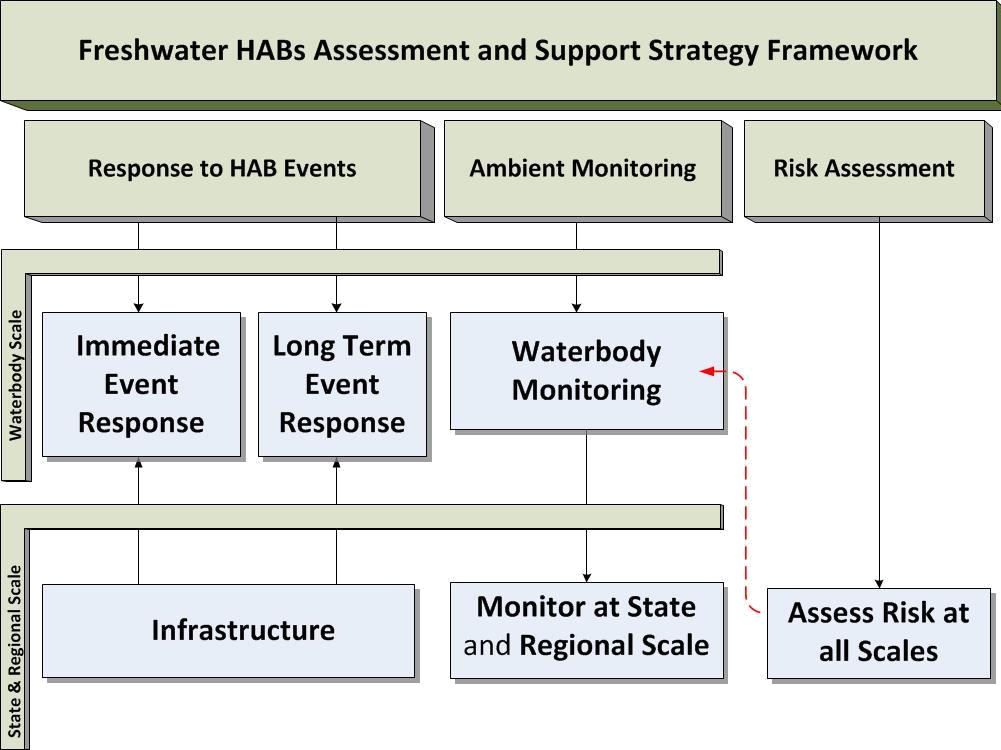 Freshwater HABs Assessment and Support Strategy Framework
Response to HAB Events
Ambient Monitoring
Risk Assessment
Waterbody Scale
Immediate
Event
Response
Long Term
Event
Response
Waterbody
Monitoring
State & Regional Scale
Infrastructure
Monitor at State
and Regional Scale
Assess Risk at
all Scales